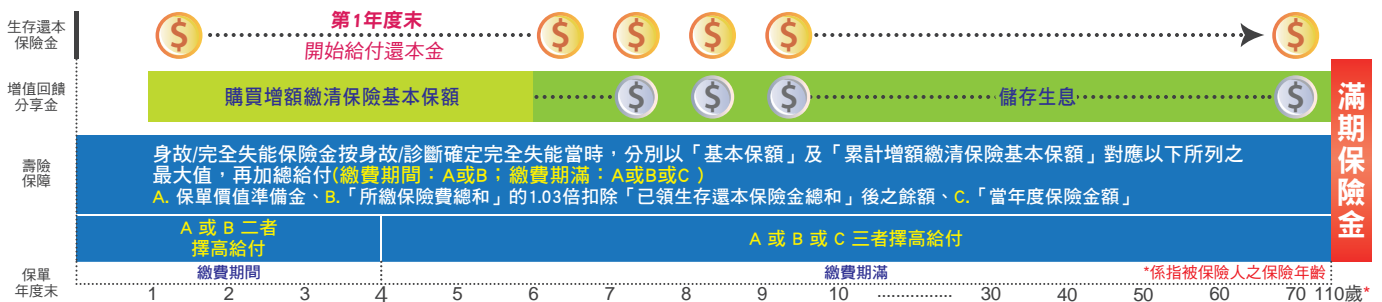 生存還本
保險金
第1年度末
開始給付還本金
增值回饋
分享金
購買增額繳清保險基本保額
儲存生息
滿期保險金
壽險
保障
身故/完全失能保險金按身故/診斷確定完全失能當時，分別以「基本保額」及「累計增額繳清保險基本保額」對應以下所列之
最大值，再加總給付(繳費期間：A或B；繳費期滿：A或B或C )
A. 保單價值準備金、B.「所繳保險費總和」的1.03倍扣除「已領生存還本保險金總和」後之餘額、C.「當年度保險金額」
A 或 B 二者
擇高給付
A 或 B 或 C 三者擇高給付
繳費期間
繳費期滿
*係指被保險人之保險年齡
保單
年度末
1 2 3 4 5 6 7 8 9 10 ............... 30 40 50 60 70 110歲*